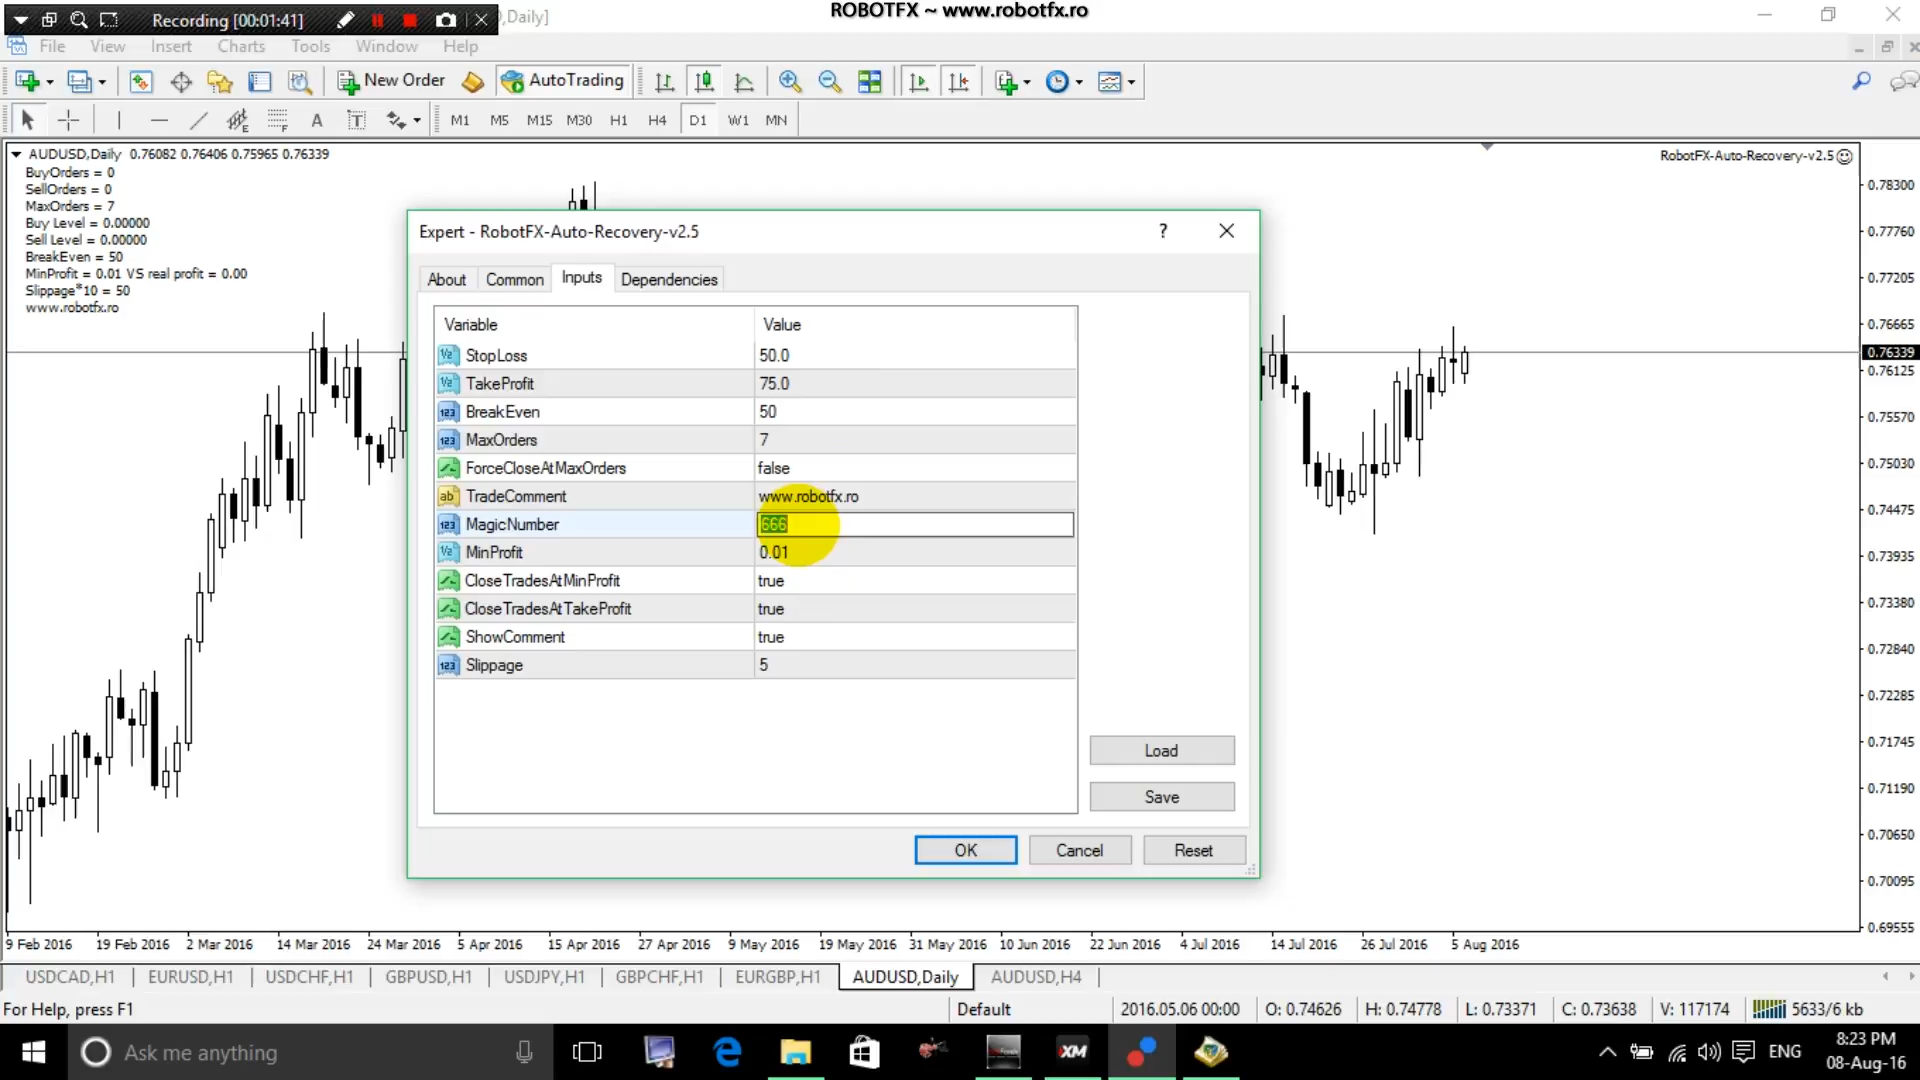 ROBOTFX ~ www.robotfx.ro
Recording [00:01:41]
,Daily]
File View Insert Charts Tools Window Help
New Order AutoTrading
A T M1 M5 M15 M30 H1 H4 D1 W1 MN
AUDUSD,Daily 0.76082 0.76406 0.75965 0.76339
RobotFX-Auto-Recovery-v2.5
BuyOrders = 0
SellOrders = 0
MaxOrders = 7
Buy Level = 0.00000
Sell Level = 0.00000
BreakEven = 50
MinProfit = 0.01 VS real profit = 0.00
Slippage*10 = 50
www.robotfx.ro
Expert - RobotFX-Auto-Recovery-v2.5 ?
About Common Inputs Dependencies
Variable Value
StopLoss 50.0
TakeProfit 75.0
BreakEven 50
MaxOrders 7
ForceCloseAtMaxOrders false
TradeComment www.robotfx.ro
MagicNumber 666
MinProfit 0.01
CloseTradesAtMinProfit true
CloseTradesAtTakeProfit true
ShowComment true
Slippage 5
Load
Save
OK Cancel Reset
0.78300
0.77760
0.77205
0.76665
0.76339
0.76125
0.75570
0.75030
0.74475
0.73935
0.73380
0.72840
0.72285
0.71745
0.71190
0.70650
0.70095
0.69555
9 Feb 2016 19 Feb 2016 2 Mar 2016 14 Mar 2016 24 Mar 2016 5 Apr 2016 15 Apr 2016 27 Apr 2016 9 May 2016 19 May 2016 31 May 2016 10 Jun 2016 22 Jun 2016 4 Jul 2016 14 Jul 2016 26 Jul 2016 5 Aug 2016
USDCAD,H1 EURUSD,H1 USDCHF,H1 GBPUSD,H1 USDJPY,H1 GBPCHF,H1 EURGBP,H1 AUDUSD,Daily AUDUSD,H4
For Help, press F1 Default 2016.05.06 00:00 O: 0.74626 H: 0.74778 L: 0.73371 C: 0.73638 V: 117174 5633/6 kb
Ask me anything XM ENG
8:23 PM
08-Aug-16